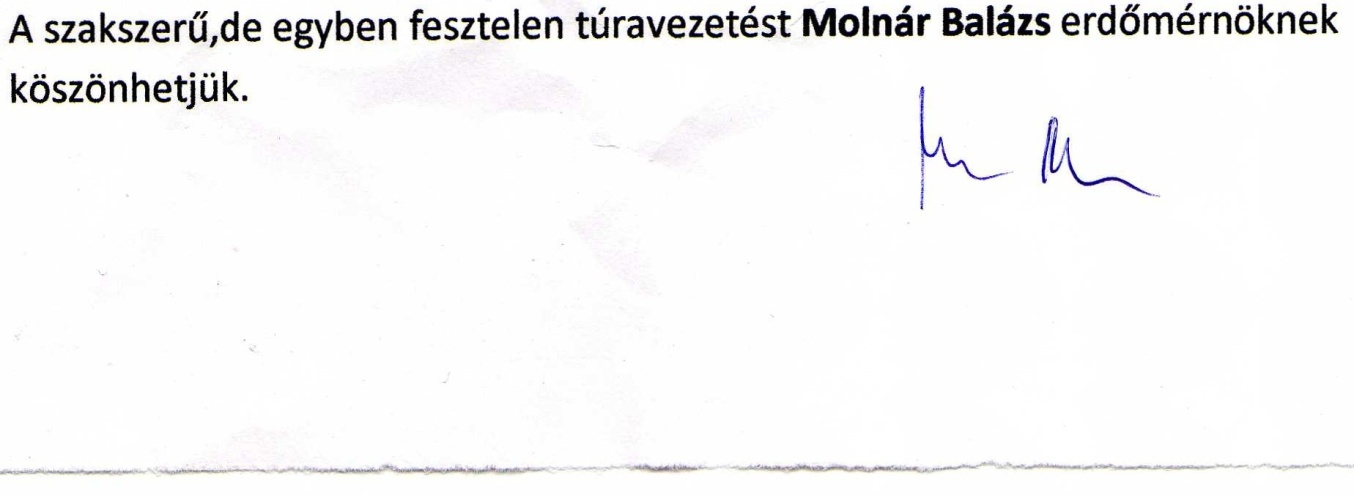 A szakszerű,de egyben fesztelen túravezetést Molnár Balázs erdőmérnöknek
köszönhetjük.